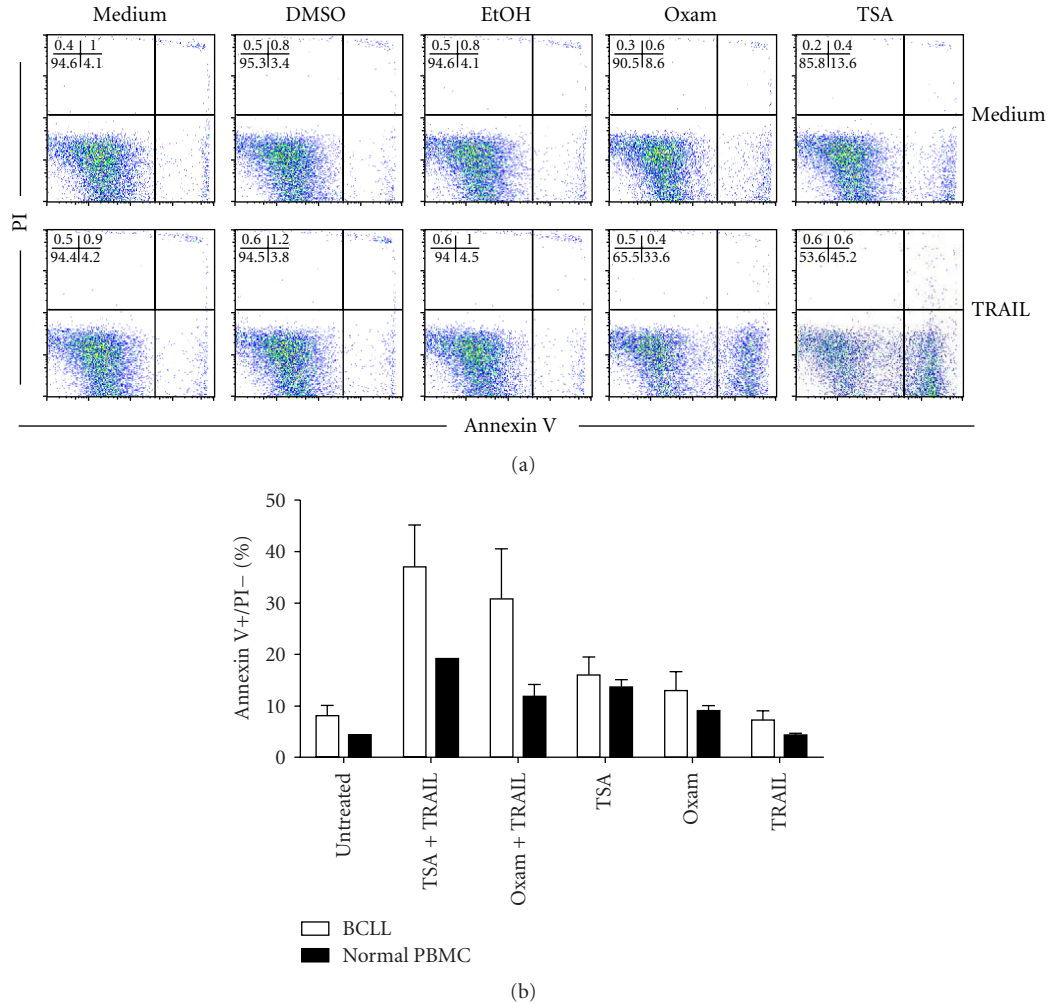 Medium DMSO EtOH Oxam TSA
0.4 1 0.5 0.8 0.5 0.8 0.3 0.6 0.2 0.4
94.6 4.1 95.3 3.4 94.6 4.1 90.5 8.6 85.8 13.6
Medium
PI
0.5 0.9 0.6 1.2 0.6 1 0.5 0.4 0.6 0.6
94.4 4.2 94.5 3.8 94 4.5 65.5 33.6 53.6 45.2
TRAIL
Annexin V
(a)
Annexin V+/PI− (%)
50
40
30
20
10
0
Untreated
TSA + TRAIL
Oxam + TRAIL
TSA
Oxam
TRAIL
BCLL
Normal PBMC
(b)